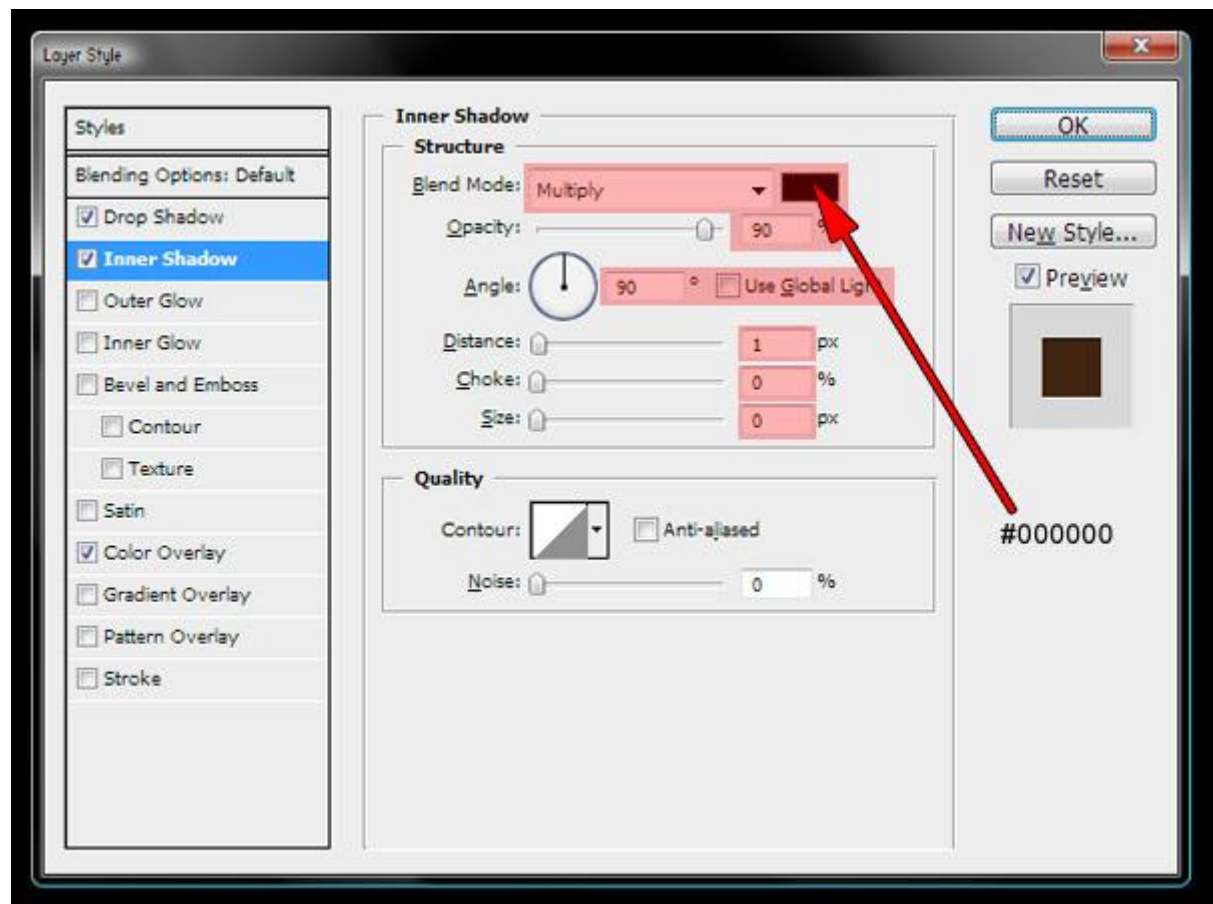 Layer Style
x
Styles
Blending Options: Default
Drop Shadow
Inner Shadow
Outer Glow
Inner Glow
Bevel and Emboss
Contour
Texture
Satin
Color Overlay
Gradient Overlay
Pattern Overlay
Stroke
Inner Shadow
Structure
Blend Mode: Multiply
Opacity: 90 %
Angle: 90 ° Use Global Light
Distance: 1 px
Choke: 0 %
Size: 0 px
Quality
Contour: Anti-aliased
Noise: 0 %
OK
Reset
New Style...
Preview
#000000